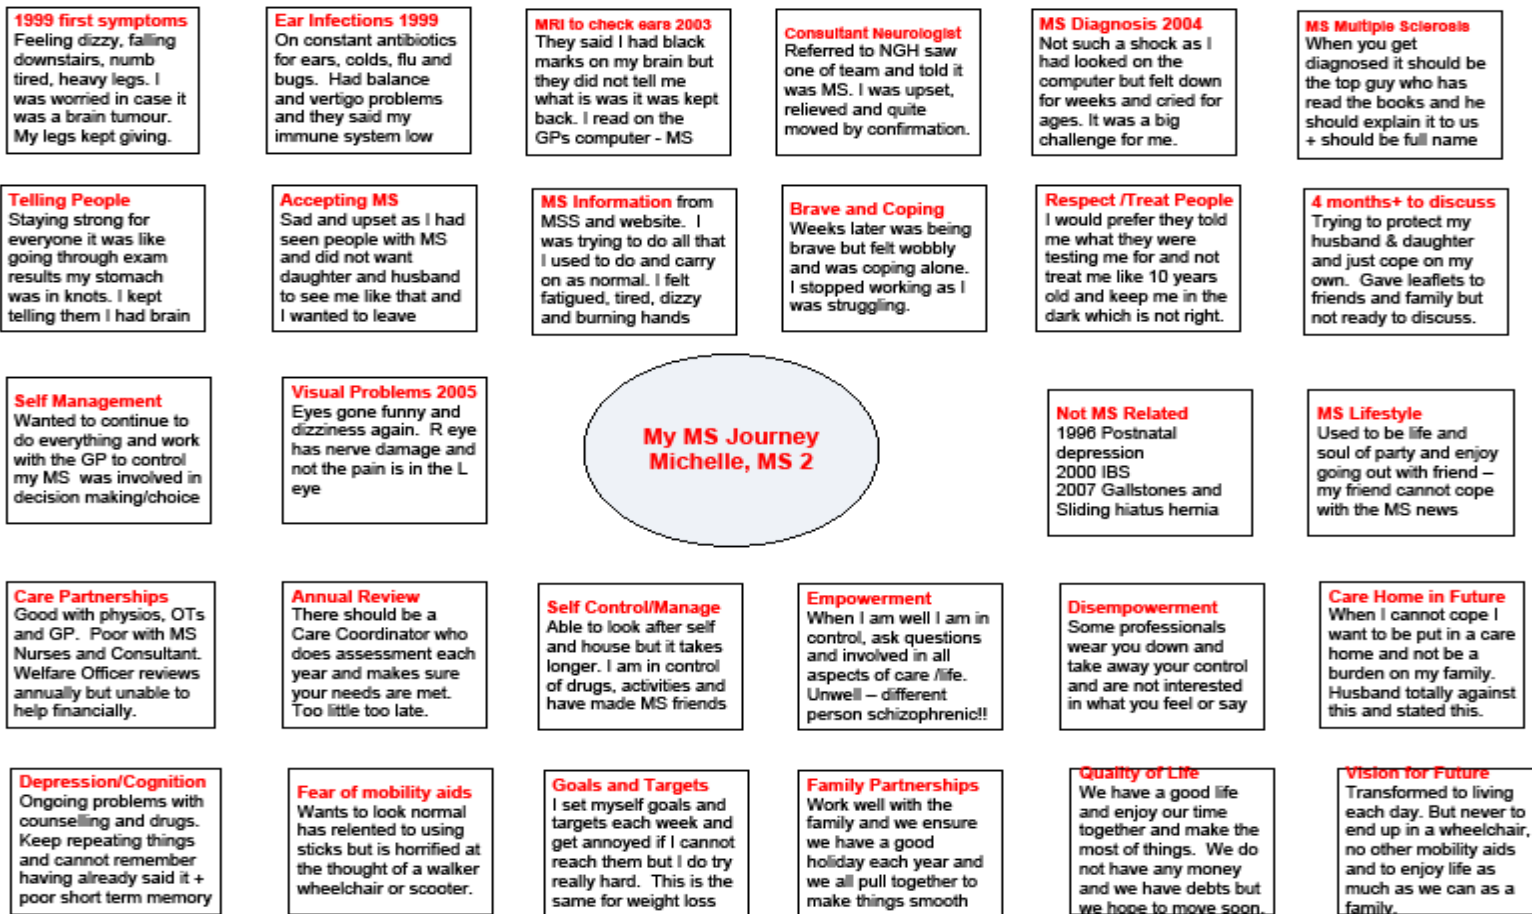 1999 first symptoms
Feeling dizzy, falling
downstairs, numb
tired, heavy legs. I
was worried in case it
was a brain tumour.
My legs kept giving.
Ear Infections 1999
On constant antibiotics
for ears, colds, flu and
bugs. Had balance
and vertigo problems
and they said my
immune system low
MRI to check ears 2003
They said I had black
marks on my brain but
they did not tell me
what is was it was kept
back. I read on the
GPs computer - MS
Consultant Neurologist
Referred to NGH saw
one of team and told it
was MS. I was upset,
relieved and quite
moved by confirmation.
MS Diagnosis 2004
Not such a shock as I
had looked on the
computer but felt down
for weeks and cried for
ages. It was a big
challenge for me.
MS Multiple Sclerosis
When you get
diagnosed it should be
the top guy who has
read the books and he
should explain it to us
+ should be full name
Telling People
Staying strong for
everyone it was like
going through exam
results my stomach
was in knots. I kept
telling them I had brain
Accepting MS
Sad and upset as I had
seen people with MS
and did not want
daughter and husband
to see me like that and
I wanted to leave
MS Information from
MSS and website. I
was trying to do all that
I used to do and carry
on as normal. I felt
fatigued, tired, dizzy
and burning hands
Brave and Coping
Weeks later was being
brave but felt wobbly
and was coping alone.
I stopped working as I
was struggling.
Respect /Treat People
I would prefer they told
me what they were
testing me for and not
treat me like 10 years
old and keep me in the
dark which is not right.
4 months+ to discuss
Trying to protect my
husband & daughter
and just cope on my
own. Gave leaflets to
friends and family but
not ready to discuss.
Self Management
Wanted to continue to
do everything and work
with the GP to control
my MS was involved in
decision making/choice
Visual Problems 2005
Eyes gone funny and
dizziness again. R eye
has nerve damage and
not the pain is in the L
eye
My MS Journey
Michelle, MS 2
Not MS Related
1996 Postnatal
depression
2000 IBS
2007 Gallstones and
Sliding hiatus hernia
MS Lifestyle
Used to be life and
soul of party and enjoy
going out with friend –
my friend cannot cope
with the MS news
Care Partnerships
Good with physios, OTs
and GP. Poor with MS
Nurses and Consultant.
Welfare Officer reviews
annually but unable to
help financially.
Annual Review
There should be a
Care Coordinator who
does assessment each
year and makes sure
your needs are met.
Too little too late.
Self Control/Manage
Able to look after self
and house but it takes
longer. I am in control
of drugs, activities and
have made MS friends
Empowerment
When I am well I am in
control, ask questions
and involved in all
aspects of care /life.
Unwell – different
person schizophrenic!!
Disempowerment
Some professionals
wear you down and
take away your control
and are not interested
in what you feel or say
Care Home in Future
When I cannot cope I
want to be put in a care
home and not be a
burden on my family.
Husband totally against
this and stated this.
Depression/Cognition
Ongoing problems with
counselling and drugs.
Keep repeating things
and cannot remember
having already said it +
poor short term memory
Fear of mobility aids
Wants to look normal
has relented to using
sticks but is horrified at
the thought of a walker
wheelchair or scooter.
Goals and Targets
I set myself goals and
targets each week and
get annoyed if I cannot
reach them but I do try
really hard. This is the
same for weight loss
Family Partnerships
Work well with the
family and we ensure
we have a good
holiday each year and
we all pull together to
make things smooth
Quality of Life
We have a good life
and enjoy our time
together and make the
most of things. We do
not have any money
and we have debts but
we hope to move soon.
Vision for Future
Transformed to living
each day. But never to
end up in a wheelchair,
no other mobility aids
and to enjoy life as
much as we can as a
family.